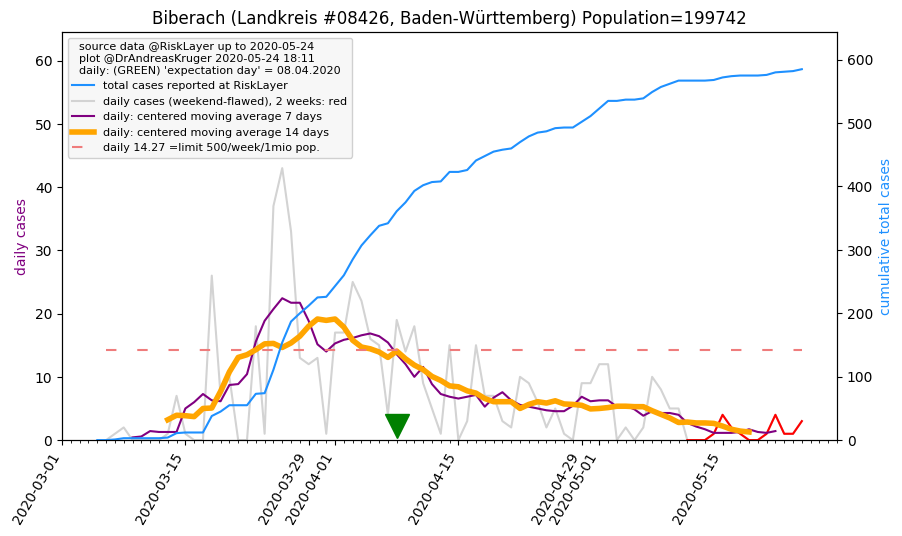 Biberach (Landkreis #08426, Baden-Württemberg) Population=199742
source data @RiskLayer up to 2020-05-24
plot @DrAndreasKruger 2020-05-24 18:11
daily: (GREEN) 'expectation day' = 08.04.2020
total cases reported at RiskLayer
daily cases (weekend-flawed), 2 weeks: red
daily: centered moving average 7 days
daily: centered moving average 14 days
daily 14.27 =limit 500/week/1mio pop.
daily cases
60
50
40
30
20
10
0
cumulative total cases
600
500
400
300
200
100
0
2020-03-01
2020-03-15
2020-03-29
2020-04-01
2020-04-15
2020-04-29
2020-05-01
2020-05-15